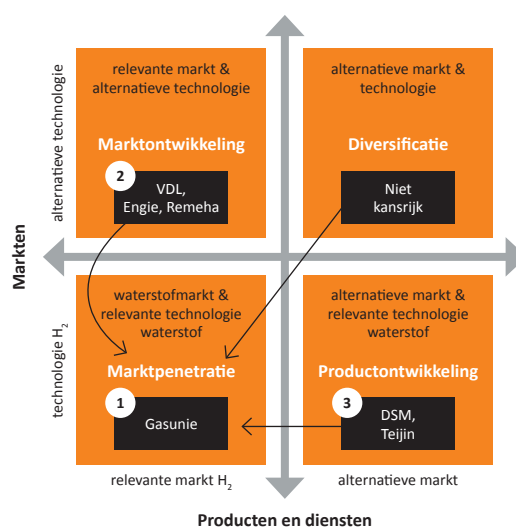 relevante markt &
alternatieve technologie
Marktontwikkeling
2
VDL,
Engie, Remeha
alternatieve markt &
technologie
Diversificatie
Niet
kansrijk
alternatieve technologie
Markten
waterstofmarkt &
relevante technologie
waterstof
Marktpenetratie
1
Gasunie
alternatieve markt &
relevante technologie
waterstof
Productontwikkeling
3
DSM,
Teijin
technologie H₂
relevante markt H₂
alternatieve markt
Producten en diensten